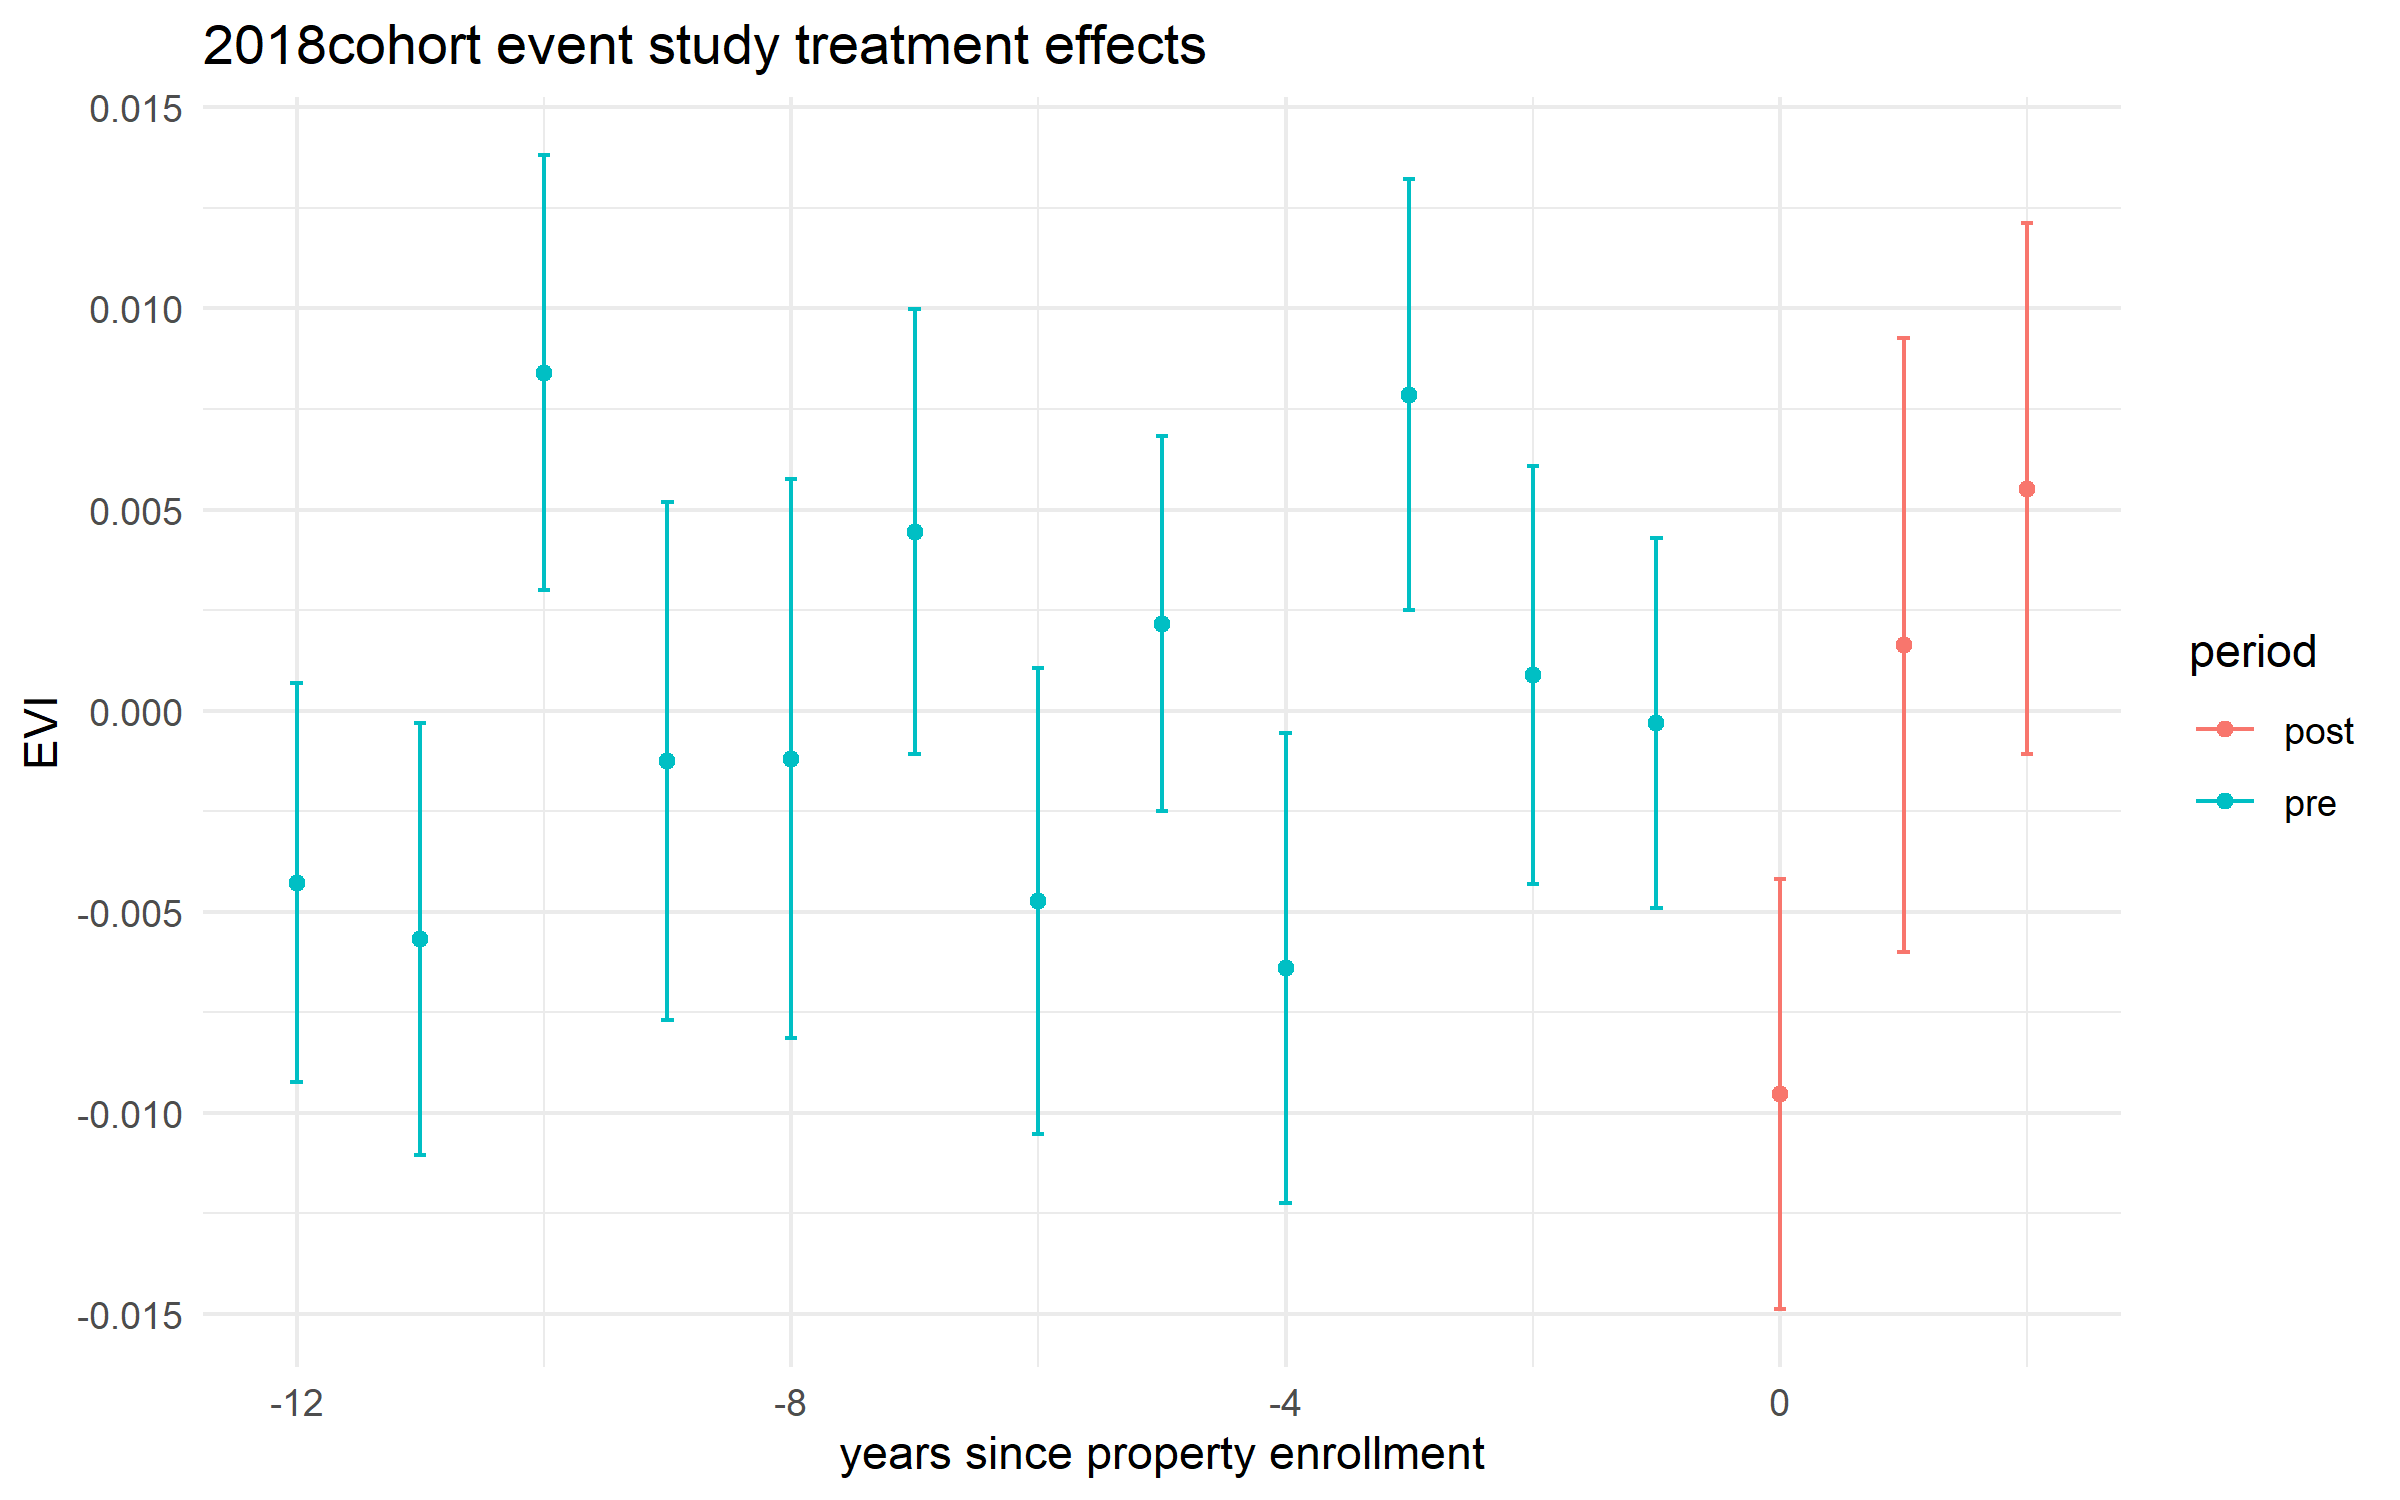 2018cohort event study treatment effects
0.015
0.010
0.005
0.000
-0.005
-0.010
-0.015
EVI
-12
-8
-4
0
years since property enrollment
period
post
pre